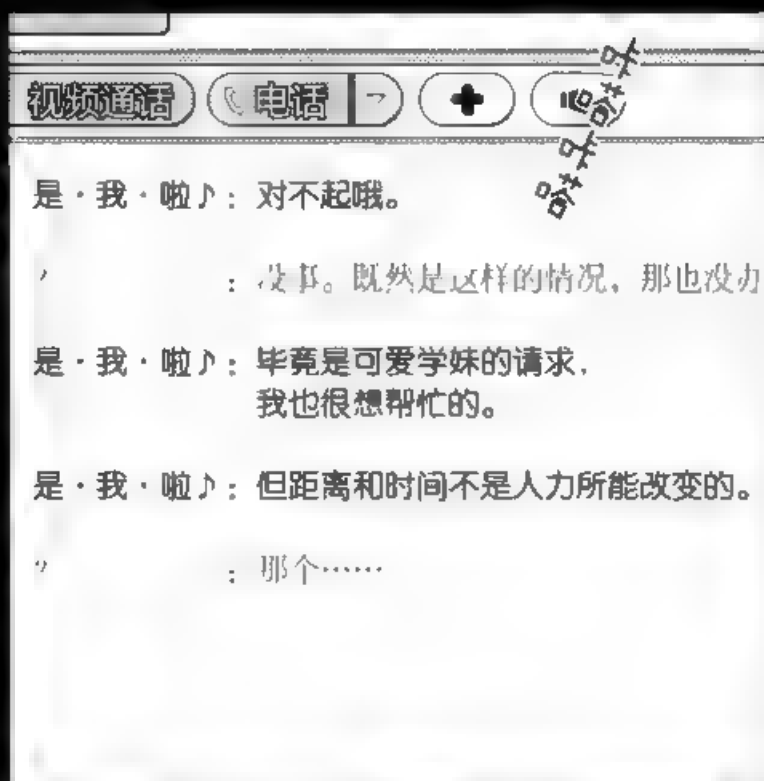 视频通话 电话
咔嗒咔嗒
是·我·啦♪:对不起哦。
:没事。既然是这样的情况,那也没办
是·我·啦♪:毕竟是可爱学妹的请求,
我也很想帮忙的。
是·我·啦♪:但距离和时间不是人力所能改变的。
:那个……